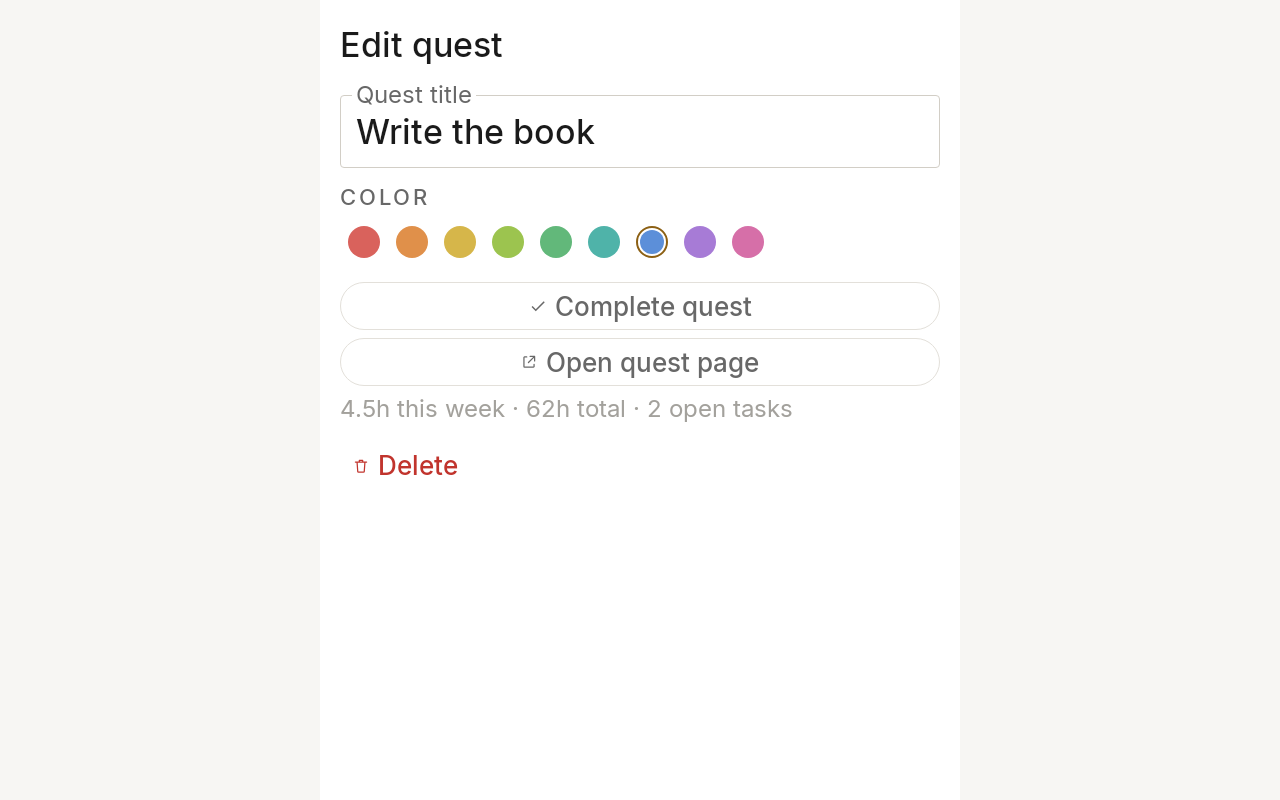 Edit quest
Quest title
Write the book
COLOR
Complete quest
Open quest page
4.5h this week · 62h total · 2 open tasks
Delete